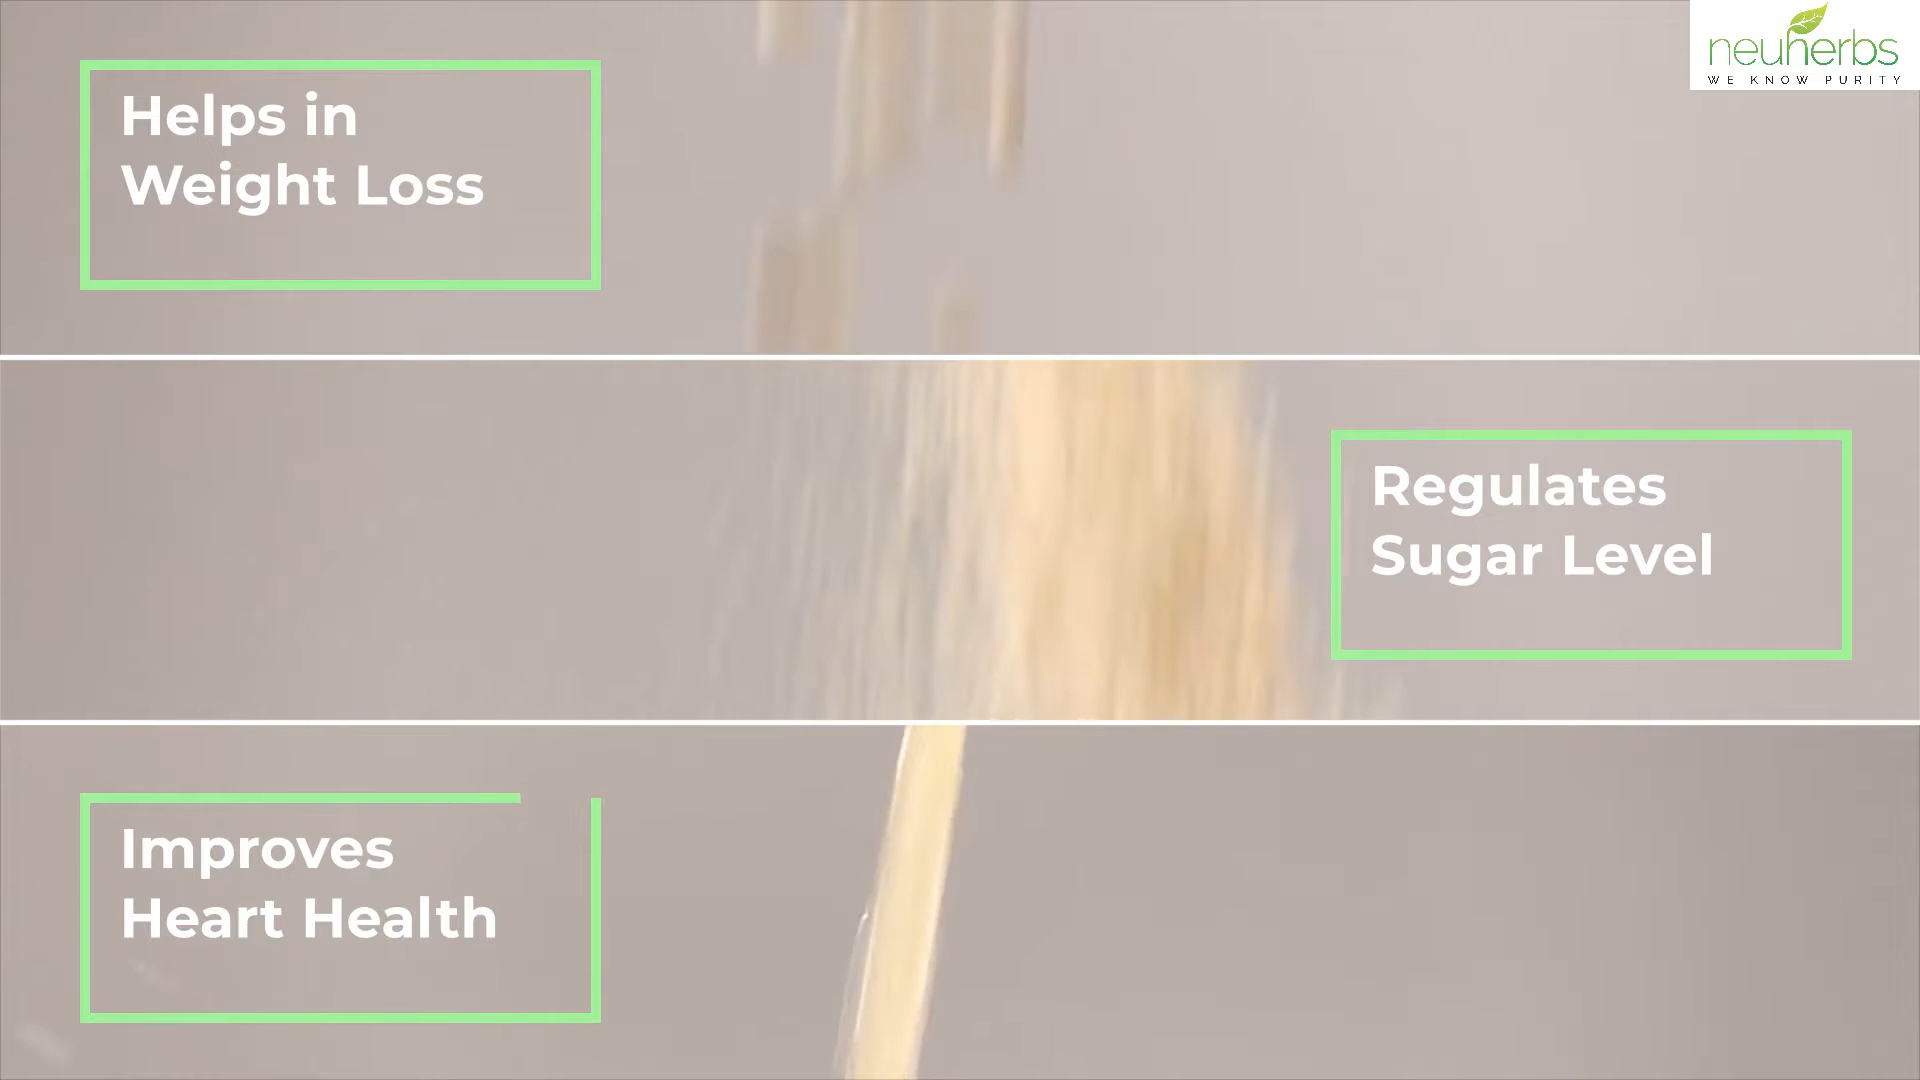 neuherbs
WE KNOW PURITY
Helps in
Weight Loss
Regulates
Sugar Level
Improves
Heart Health